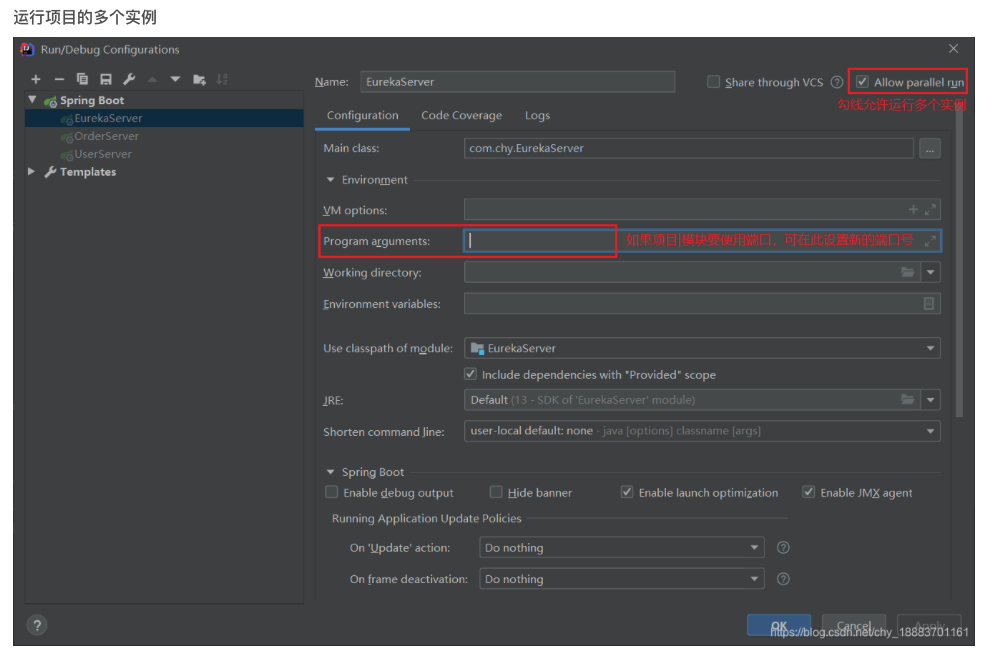 运行项目的多个实例
Run/Debug Configurations
Name: EurekaServer Share through VCS Allow parallel run
勾线允许运行多个实例
Spring Boot
EurekaServer
OrderServer
UserServer
Templates
Configuration Code Coverage Logs
Main class: com.chy.EurekaServer ...
Environment
VM options:
Program arguments: 如果项目|模块要使用端口，可在此设置新的端口号
Working directory:
Environment variables:
Use classpath of module: EurekaServer
Include dependencies with "Provided" scope
JRE: Default (13 - SDK of 'EurekaServer' module)
Shorten command line: user-local default: none - java [options] classname [args]
Spring Boot
Enable debug output Hide banner Enable launch optimization Enable JMX agent
Running Application Update Policies
On 'Update' action: Do nothing ?
On frame deactivation: Do nothing ?
? OK Cancel Apply
https://blog.csdn.net/chy_18883701161